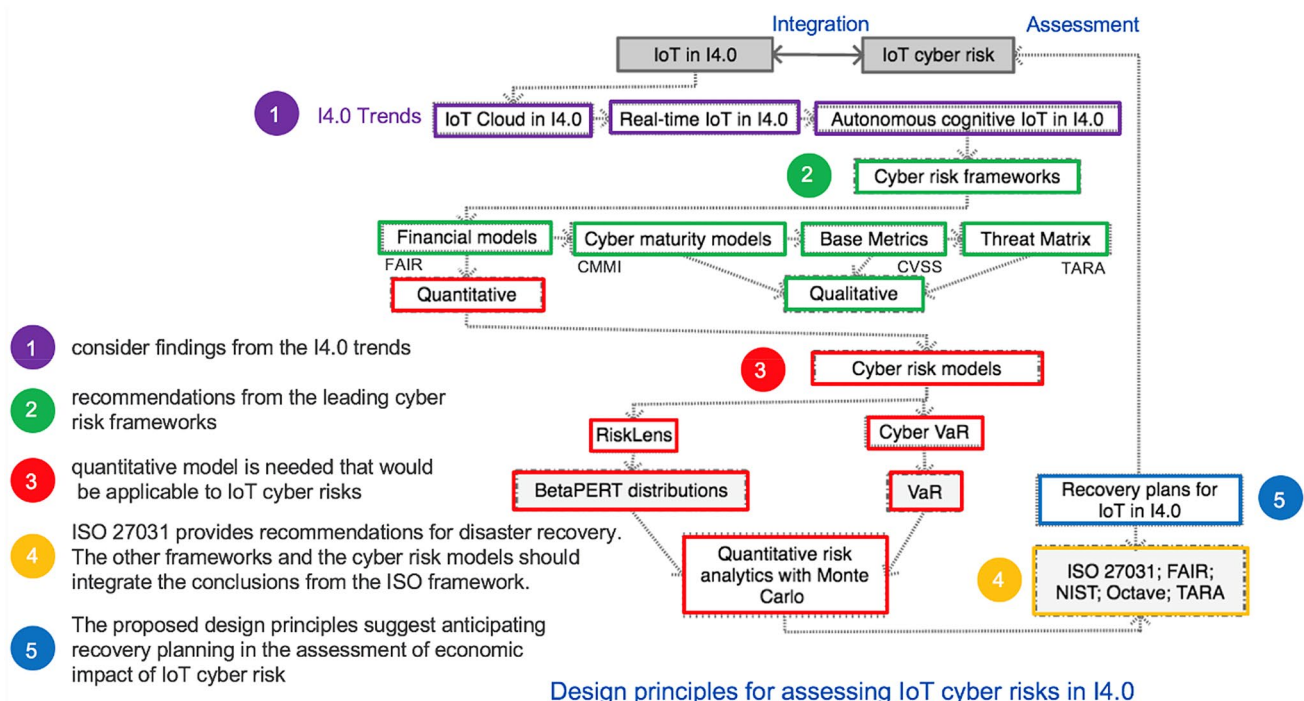 Integration
Assessment
IoT in I4.0
IoT cyber risk
1
I4.0 Trends
IoT Cloud in I4.0
Real-time IoT in I4.0
Autonomous cognitive IoT in I4.0
2
Cyber risk frameworks
Financial models
Cyber maturity models
Base Metrics
Threat Matrix
FAIR
CMMI
CVSS
TARA
Quantitative
Qualitative
3
Cyber risk models
RiskLens
Cyber VaR
BetaPERT distributions
VaR
Quantitative risk
analytics with Monte
Carlo
Recovery plans for
IoT in I4.0
5
4
ISO 27031; FAIR;
NIST; Octave; TARA
1
consider findings from the I4.0 trends
2
recommendations from the leading cyber
risk frameworks
3
quantitative model is needed that would
be applicable to IoT cyber risks
4
ISO 27031 provides recommendations for disaster recovery.
The other frameworks and the cyber risk models should
integrate the conclusions from the ISO framework.
5
The proposed design principles suggest anticipating
recovery planning in the assessment of economic
impact of IoT cyber risk
Design principles for assessing IoT cyber risks in I4.0